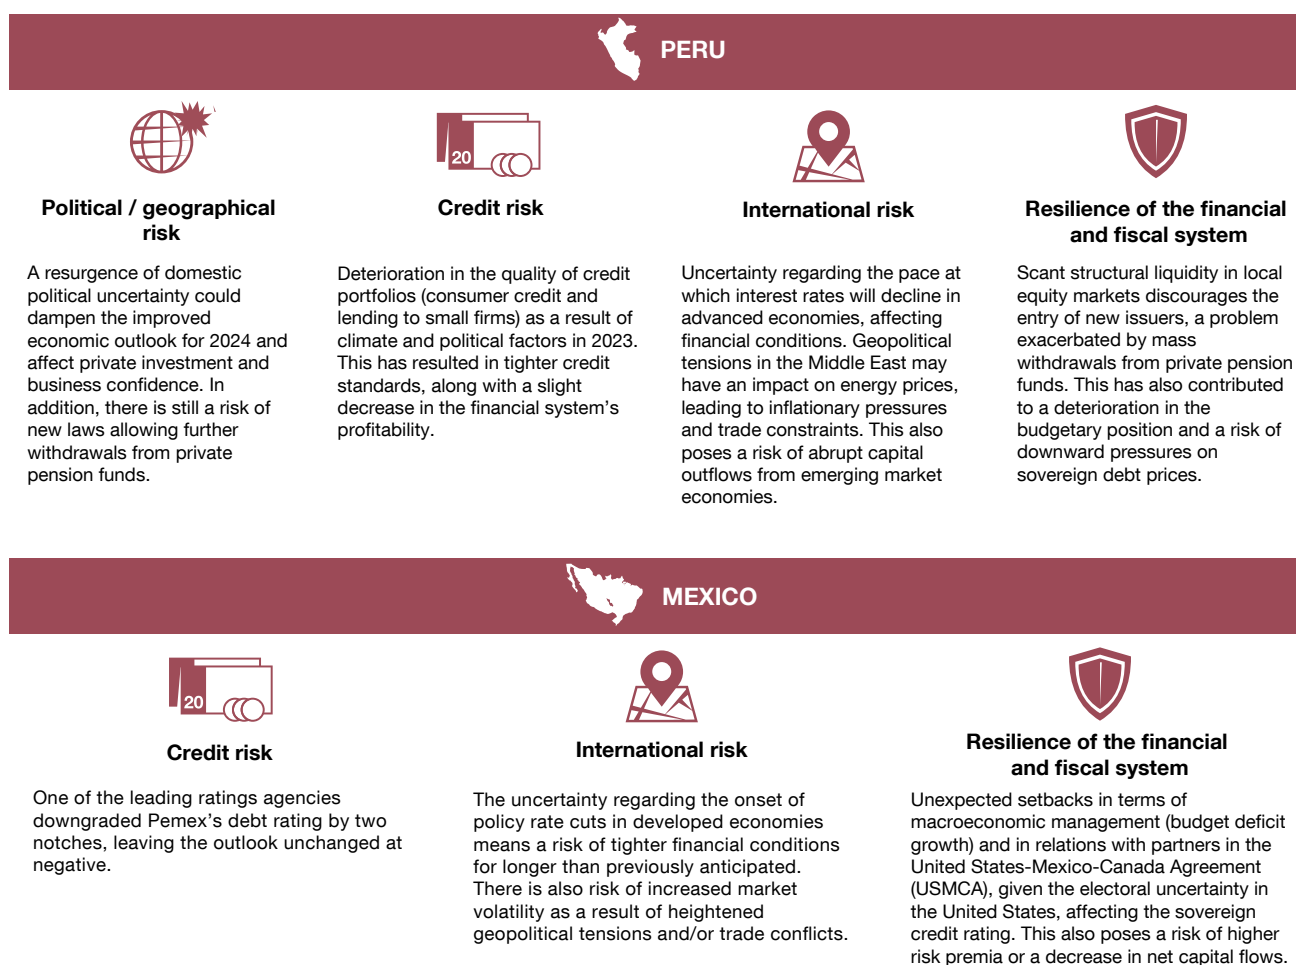 PERU
20
Political / geographical
risk
A resurgence of domestic
political uncertainty could
dampen the improved
economic outlook for 2024 and
affect private investment and
business confidence. In
addition, there is still a risk of
new laws allowing further
withdrawals from private
pension funds.
Credit risk
Deterioration in the quality of credit
portfolios (consumer credit and
lending to small firms) as a result of
climate and political factors in 2023.
This has resulted in tighter credit
standards, along with a slight
decrease in the financial system's
profitability.
International risk
Uncertainty regarding the pace at
which interest rates will decline in
advanced economies, affecting
financial conditions. Geopolitical
tensions in the Middle East may
have an impact on energy prices,
leading to inflationary pressures
and trade constraints. This also
poses a risk of abrupt capital
outflows from emerging market
economies.
Resilience of the financial
and fiscal system
Scant structural liquidity in local
equity markets discourages the
entry of new issuers, a problem
exacerbated by mass
withdrawals from private pension
funds. This has also contributed
to a deterioration in the
budgetary position and a risk of
downward pressures on
sovereign debt prices.
MEXICO
20
Credit risk
One of the leading ratings agencies
downgraded Pemex's debt rating by two
notches, leaving the outlook unchanged at
negative.
International risk
The uncertainty regarding the onset of
policy rate cuts in developed economies
means a risk of tighter financial conditions
for longer than previously anticipated.
There is also risk of increased market
volatility as a result of heightened
geopolitical tensions and/or trade conflicts.
Resilience of the financial
and fiscal system
Unexpected setbacks in terms of
macroeconomic management (budget deficit
growth) and in relations with partners in the
United States-Mexico-Canada Agreement
(USMCA), given the electoral uncertainty in
the United States, affecting the sovereign
credit rating. This also poses a risk of higher
risk premia or a decrease in net capital flows.